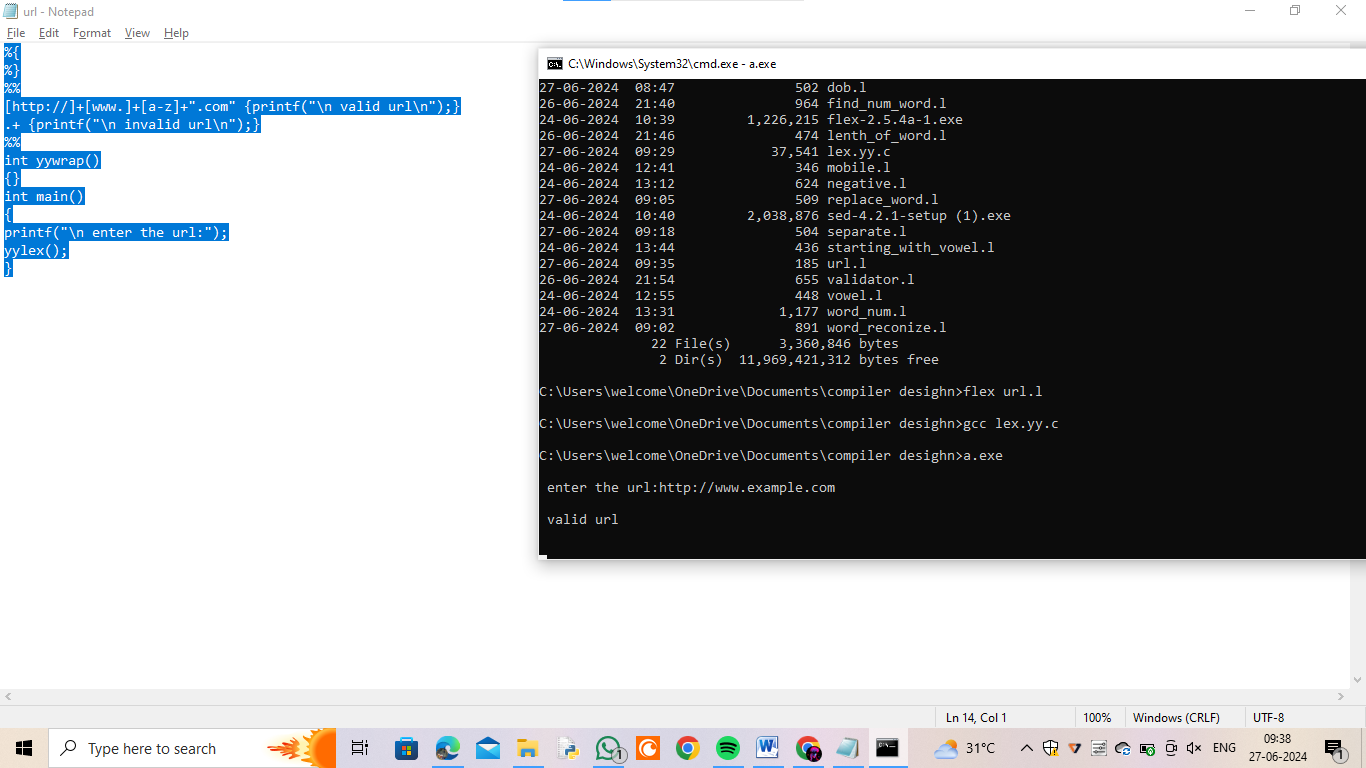 url - Notepad
File Edit Format View Help
%{
%}
%%
[http://]+[www.]+[a-z]+".com" {printf("\n valid url\n");}
.+ {printf("\n invalid url\n");}
%%
int yywrap()
{}
int main()
{
printf("\n enter the url:");
yylex();
}
C:\Windows\System32\cmd.exe - a.exe
27-06-2024 08:47 502 dob.l
26-06-2024 21:40 964 find_num_word.l
24-06-2024 10:39 1,226,215 flex-2.5.4a-1.exe
26-06-2024 21:46 474 lenth_of_word.l
27-06-2024 09:29 37,541 lex.yy.c
24-06-2024 12:41 346 mobile.l
24-06-2024 13:12 624 negative.l
27-06-2024 09:05 509 replace_word.l
24-06-2024 10:40 2,038,876 sed-4.2.1-setup (1).exe
27-06-2024 09:18 504 separate.l
24-06-2024 13:44 436 starting_with_vowel.l
27-06-2024 09:35 185 url.l
26-06-2024 21:54 655 validator.l
24-06-2024 12:55 448 vowel.l
24-06-2024 13:31 1,177 word_num.l
27-06-2024 09:02 891 word_reconize.l
22 File(s) 3,360,846 bytes
2 Dir(s) 11,969,421,312 bytes free
C:\Users\welcome\OneDrive\Documents\compiler desighn>flex url.l
C:\Users\welcome\OneDrive\Documents\compiler desighn>gcc lex.yy.c
C:\Users\welcome\OneDrive\Documents\compiler desighn>a.exe
enter the url:http://www.example.com
valid url
Ln 14, Col 1 100% Windows (CRLF) UTF-8
Type here to search 1 31°C ENG 09:38
27-06-2024 1